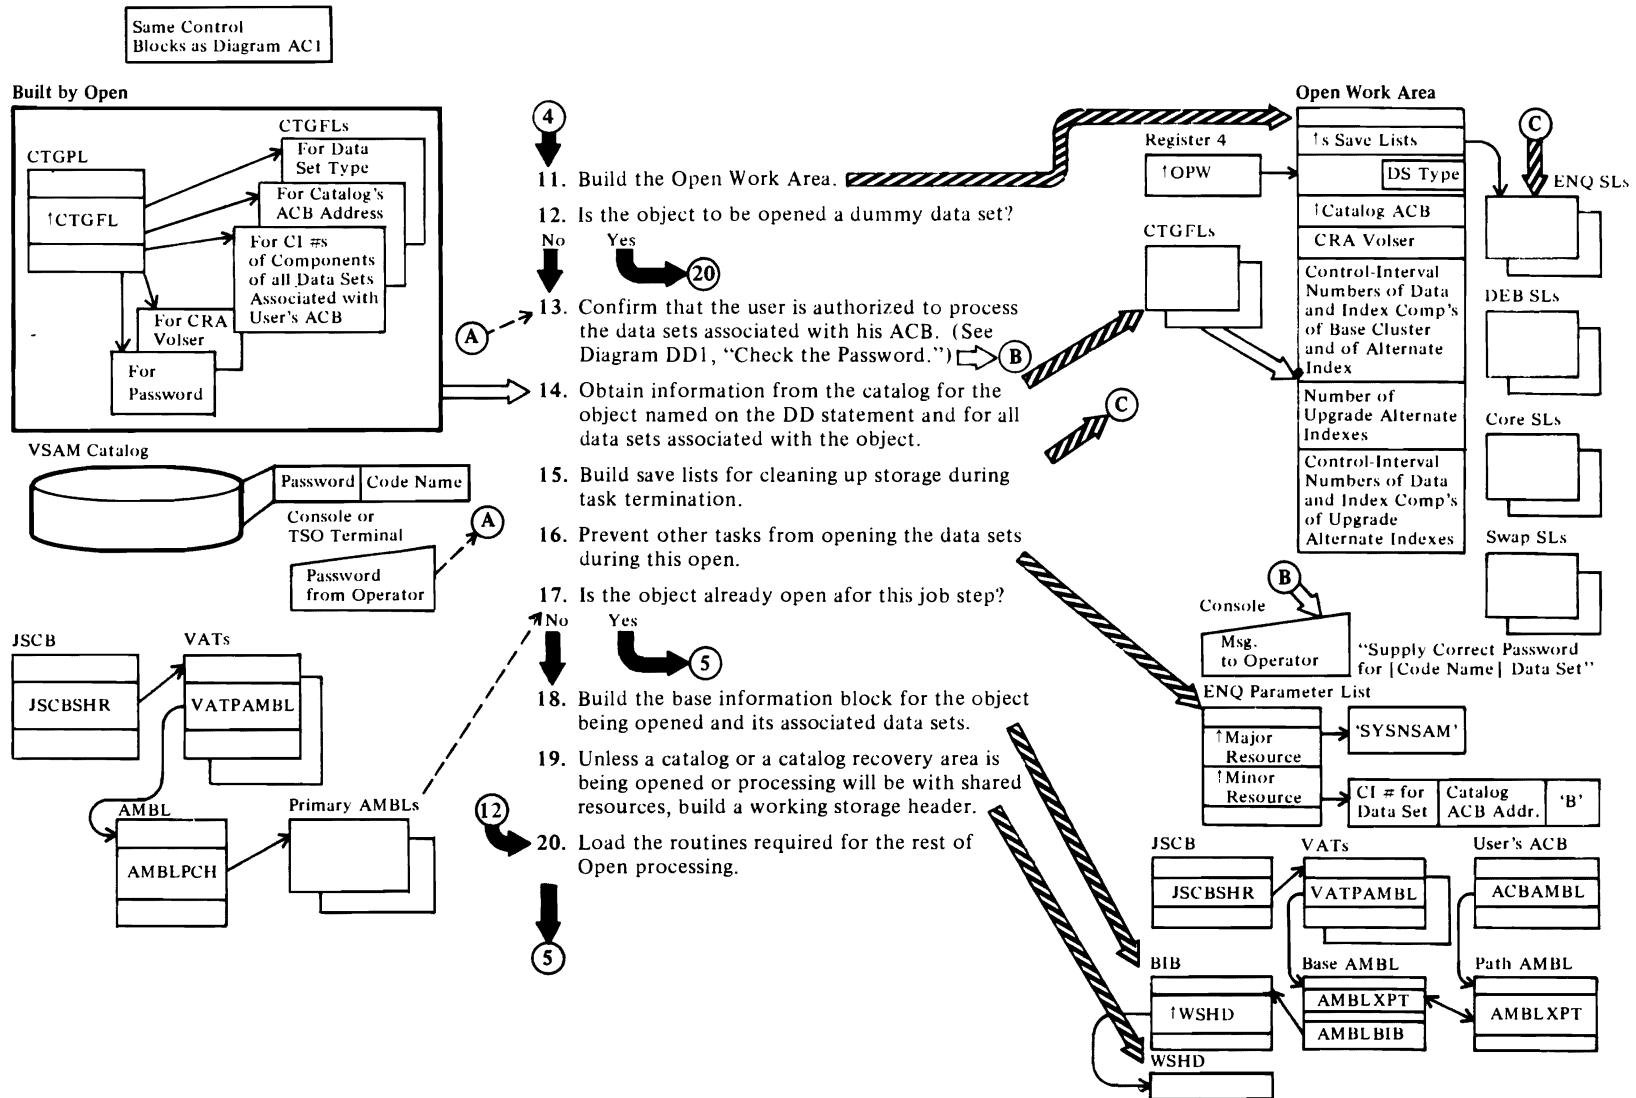 Same Control
Blocks as Diagram AC1
Built by Open
CTGPL
↑CTGFL
CTGFLs
For Data
Set Type
For Catalog's
ACB Address
For CI #s
of Components
of all Data Sets
Associated with
User's ACB
For CRA
Volser
For
Password
VSAM Catalog
Password Code Name
Console or
TSO Terminal
Password
from Operator
A
JSCB
JSCBSHR
VATs
VATPAMBL
AMBL
AMBLPCH
Primary AMBLs
4
11. Build the Open Work Area.
12. Is the object to be opened a dummy data set?
No Yes
20
A
13. Confirm that the user is authorized to process
the data sets associated with his ACB. (See
Diagram DD1, “Check the Password.”)
B
14. Obtain information from the catalog for the
object named on the DD statement and for all
data sets associated with the object.
C
15. Build save lists for cleaning up storage during
task termination.
16. Prevent other tasks from opening the data sets
during this open.
17. Is the object already open afor this job step?
No Yes
5
18. Build the base information block for the object
being opened and its associated data sets.
19. Unless a catalog or a catalog recovery area is
being opened or processing will be with shared
resources, build a working storage header.
12
20. Load the routines required for the rest of
Open processing.
5
Register 4
↑OPW
CTGFLs
Open Work Area
↑s Save Lists
DS Type
↑Catalog ACB
CRA Volser
Control-Interval
Numbers of Data
and Index Comp's
of Base Cluster
and of Alternate
Index
Number of
Upgrade Alternate
Indexes
Control-Interval
Numbers of Data
and Index Comp's
of Upgrade
Alternate Indexes
C
ENQ SLs
DEB SLs
Core SLs
Swap SLs
B
Console
Msg.
to Operator
“Supply Correct Password
for [Code Name] Data Set”
ENQ Parameter List
↑Major
Resource
↑Minor
Resource
‘SYSNSAM’
CI # for
Data Set
Catalog
ACB Addr.
‘B’
JSCB
JSCBSHR
VATs
VATPAMBL
User's ACB
ACBAMBL
BIB
↑WSHD
Base AMBL
AMBLXPT
AMBLBIB
Path AMBL
AMBLXPT
WSHD